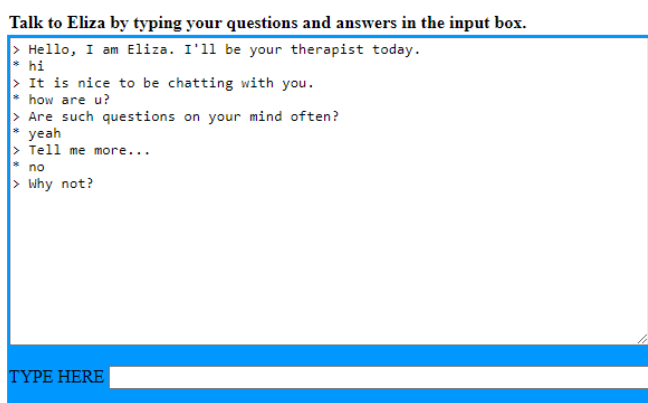 Talk to Eliza by typing your questions and answers in the input box.
> Hello, I am Eliza. I'll be your therapist today.
* hi
> It is nice to be chatting with you.
* how are u?
> Are such questions on your mind often?
* yeah
> Tell me more...
* no
> Why not?
TYPE HERE